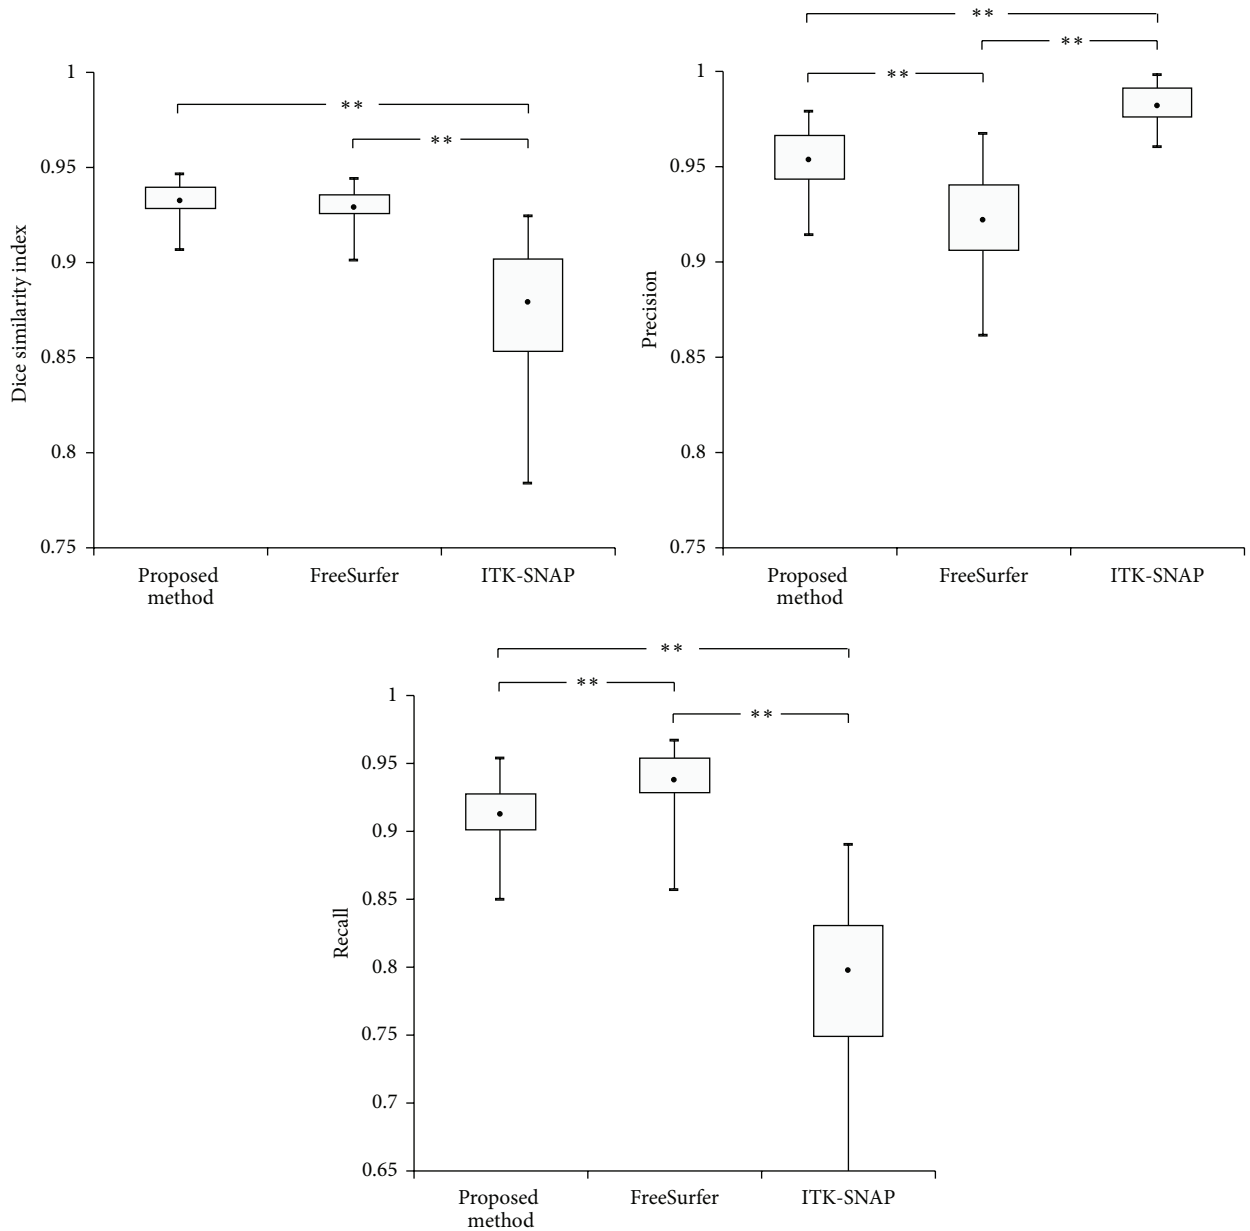 **
**
**
1
0.95
0.9
0.85
0.8
0.75
Dice similarity index
**
**
Proposed
method
FreeSurfer
ITK-SNAP
1
0.95
0.9
0.85
0.8
0.75
Precision
Proposed
method
FreeSurfer
ITK-SNAP
**
**
**
1
0.95
0.9
0.85
0.8
0.75
0.7
0.65
Recall
Proposed
method
FreeSurfer
ITK-SNAP